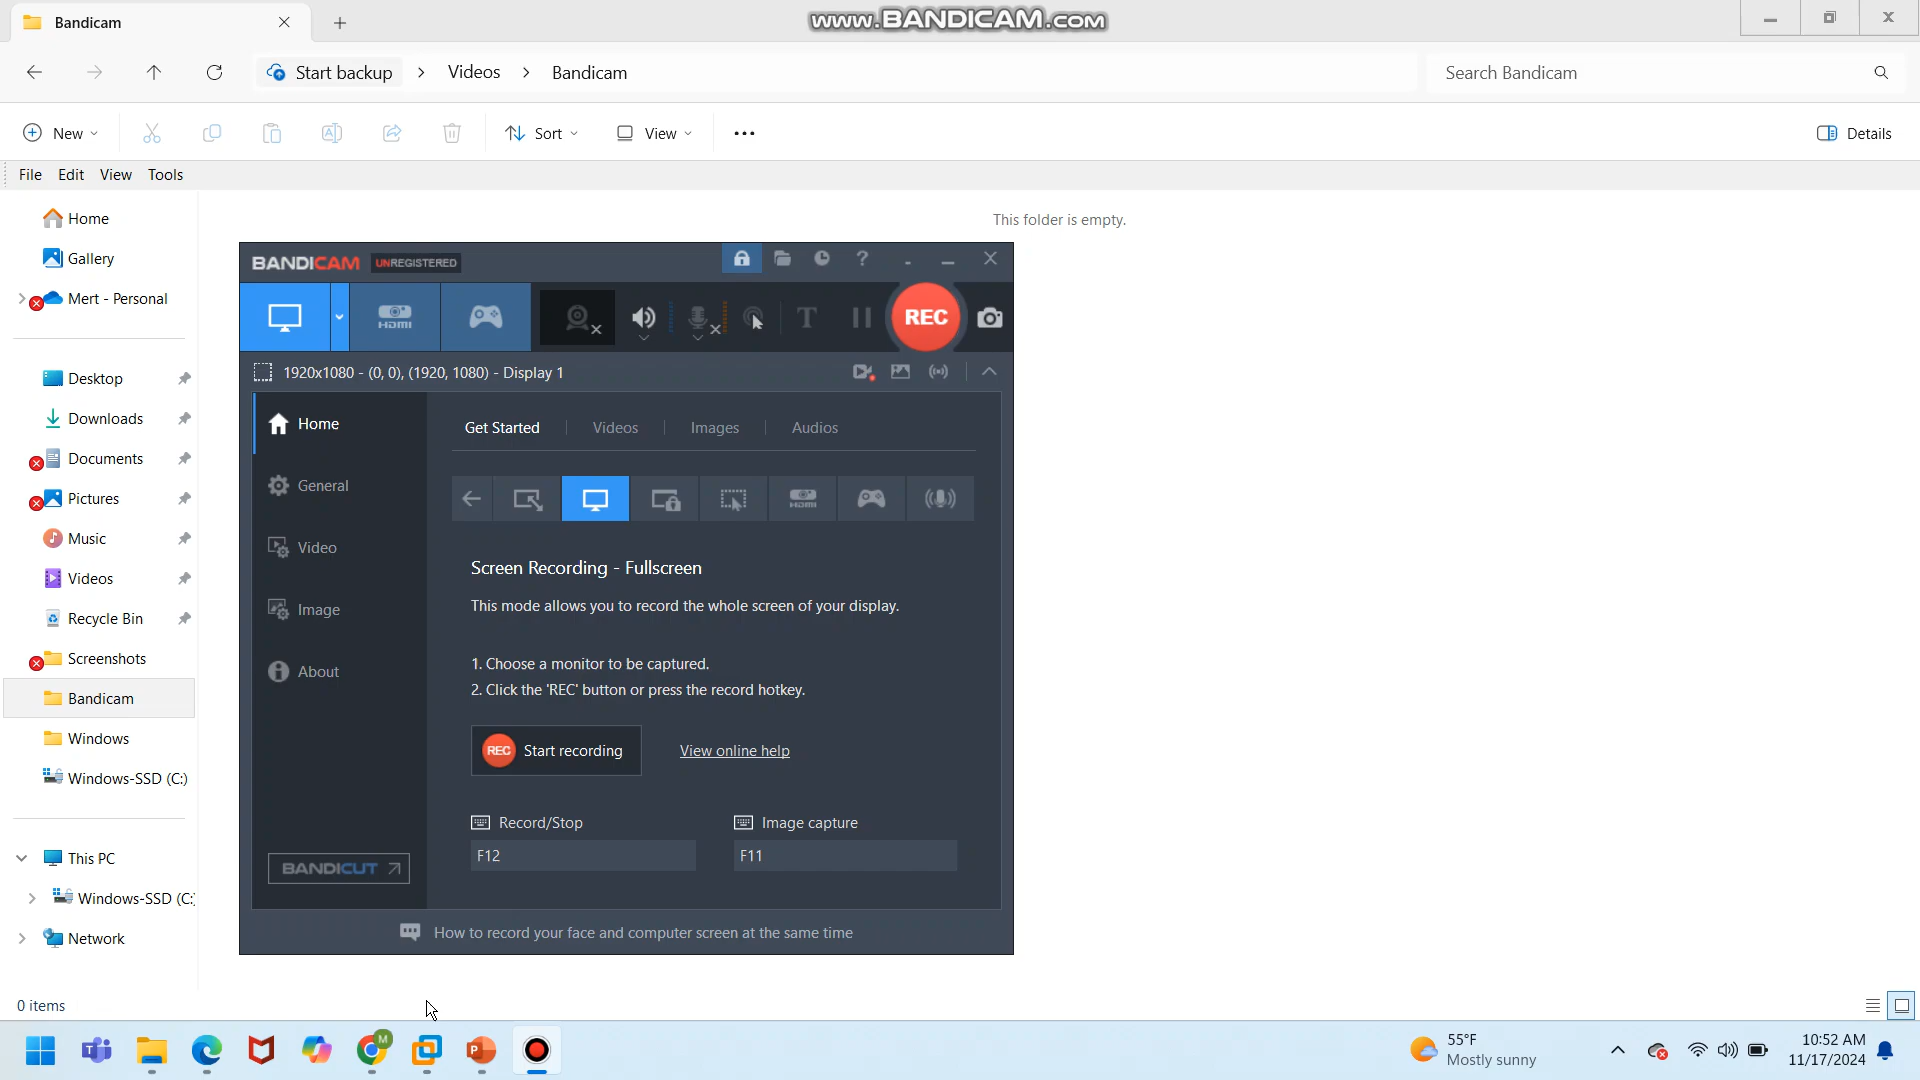 Bandicam
www.BANDICAM.com
Start backup > Videos > Bandicam
Search Bandicam
New
Sort
View
Details
File Edit View Tools
Home
Gallery
Mert - Personal
Desktop
Downloads
Documents
Pictures
Music
Videos
Recycle Bin
Screenshots
Bandicam
Windows
Windows-SSD (C:)
This PC
Windows-SSD (C:
Network
0 items
This folder is empty.
BANDICAM UNREGISTERED
HDMI
REC
1920x1080 - (0, 0), (1920, 1080) - Display 1
Home
General
Video
Image
About
BANDICUT
Get Started | Videos | Images | Audios
HDMI
Screen Recording - Fullscreen
This mode allows you to record the whole screen of your display.
1. Choose a monitor to be captured.
2. Click the 'REC' button or press the record hotkey.
REC Start recording
View online help
Record/Stop
F12
Image capture
F11
How to record your face and computer screen at the same time
M
55°F
Mostly sunny
10:52 AM
11/17/2024